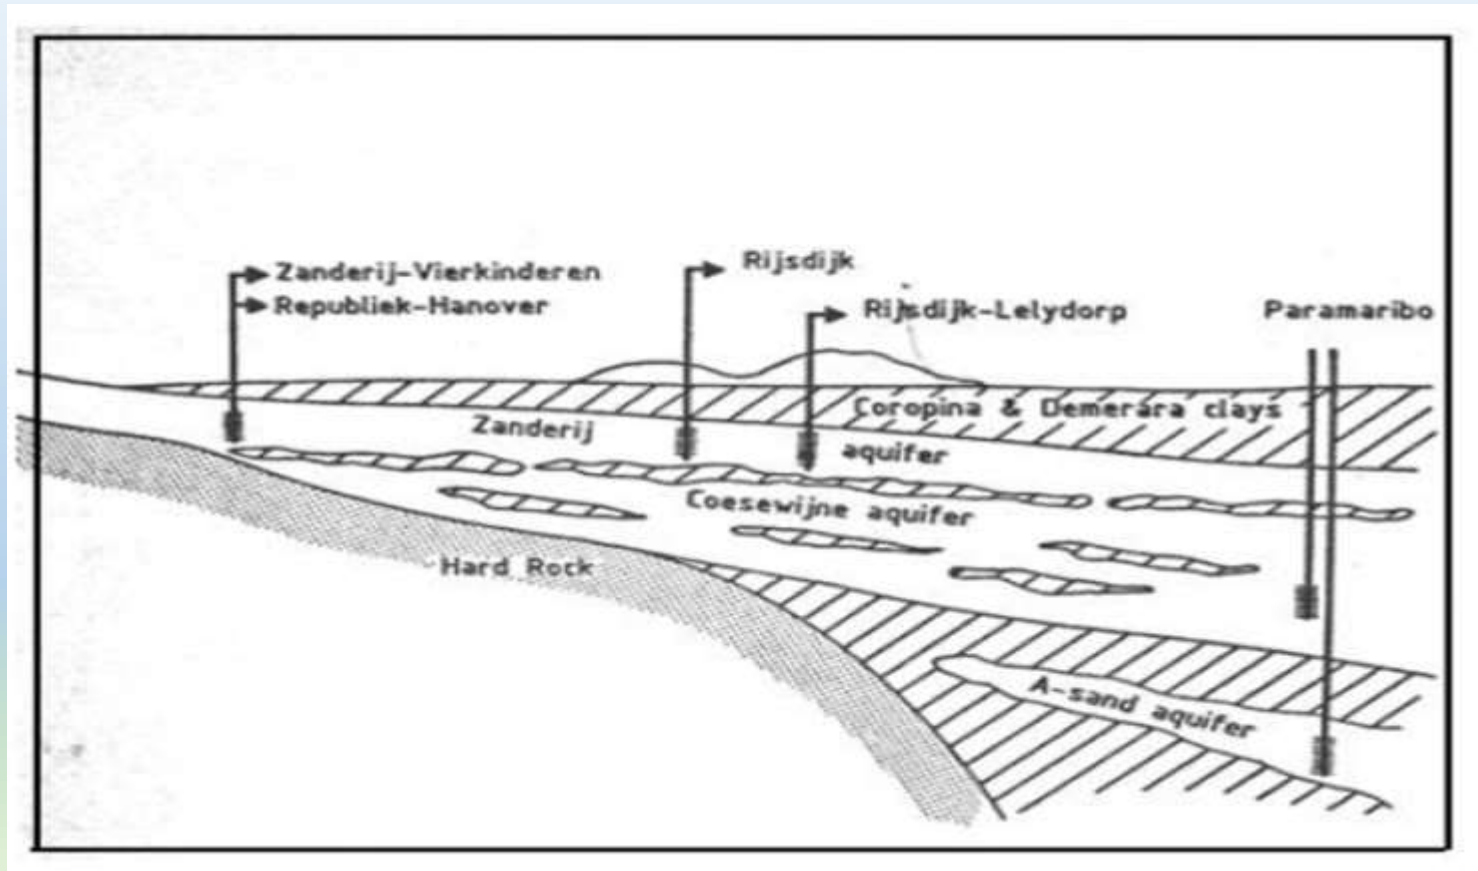 Zanderij-Vierkinderen
Republiek-Hanover
Rijsdijk
Rijsdijk-Lelydorp
Paramaribo
Coropina & Demerara clays
Zanderij
aquifer
Coesewijne aquifer
Hard Rock
A-sand aquifer